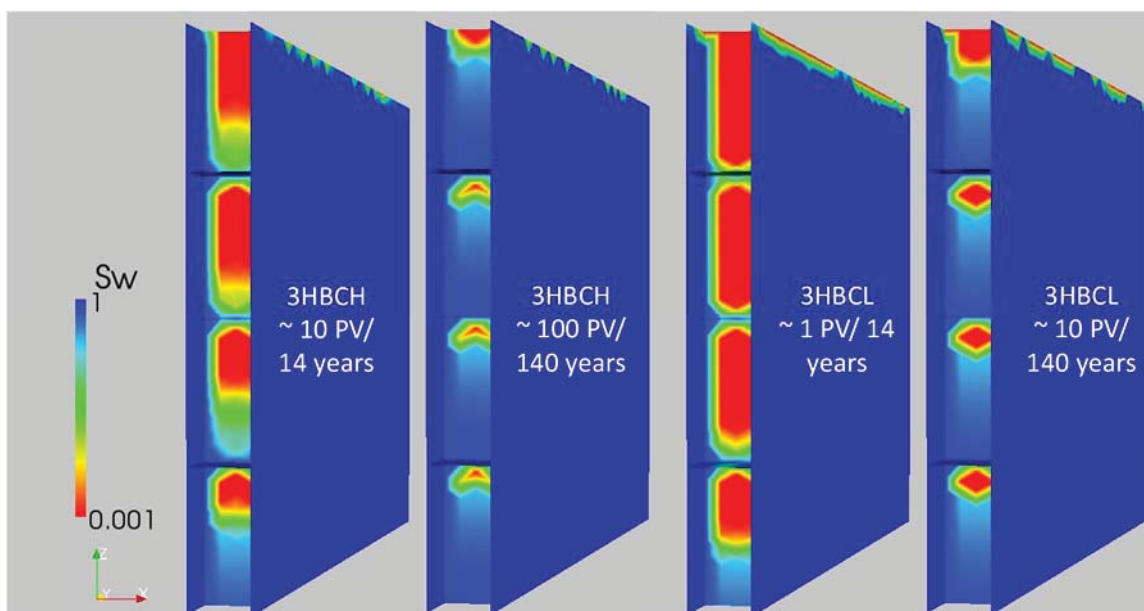 Sw
1
0.001
Z
Y
X
3HBCH
~ 10 PV/
14 years
3HBCH
~ 100 PV/
140 years
3HBCL
~ 1 PV/ 14
years
3HBCL
~ 10 PV/
140 years